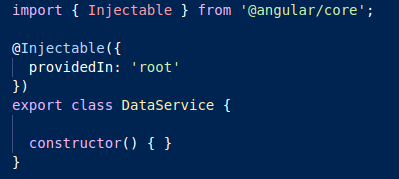 import { Injectable } from '@angular/core';
@Injectable({
providedIn: 'root'
})
export class DataService {
constructor() { }
}